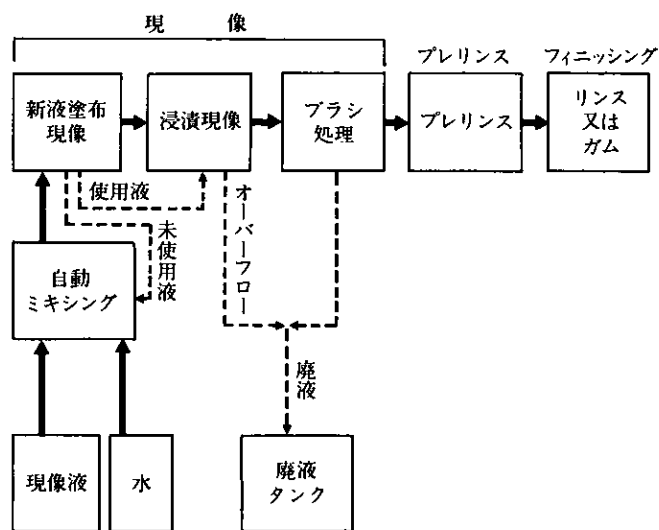 現像
プレリンス
フィニッシング
新液塗布
現像
浸漬現像
ブラシ
処理
プレリンス
リンス
又は
ガム
使用液
未使用液
オーバーフロー
自動
ミキシング
廃液
現像液
水
廃液
タンク